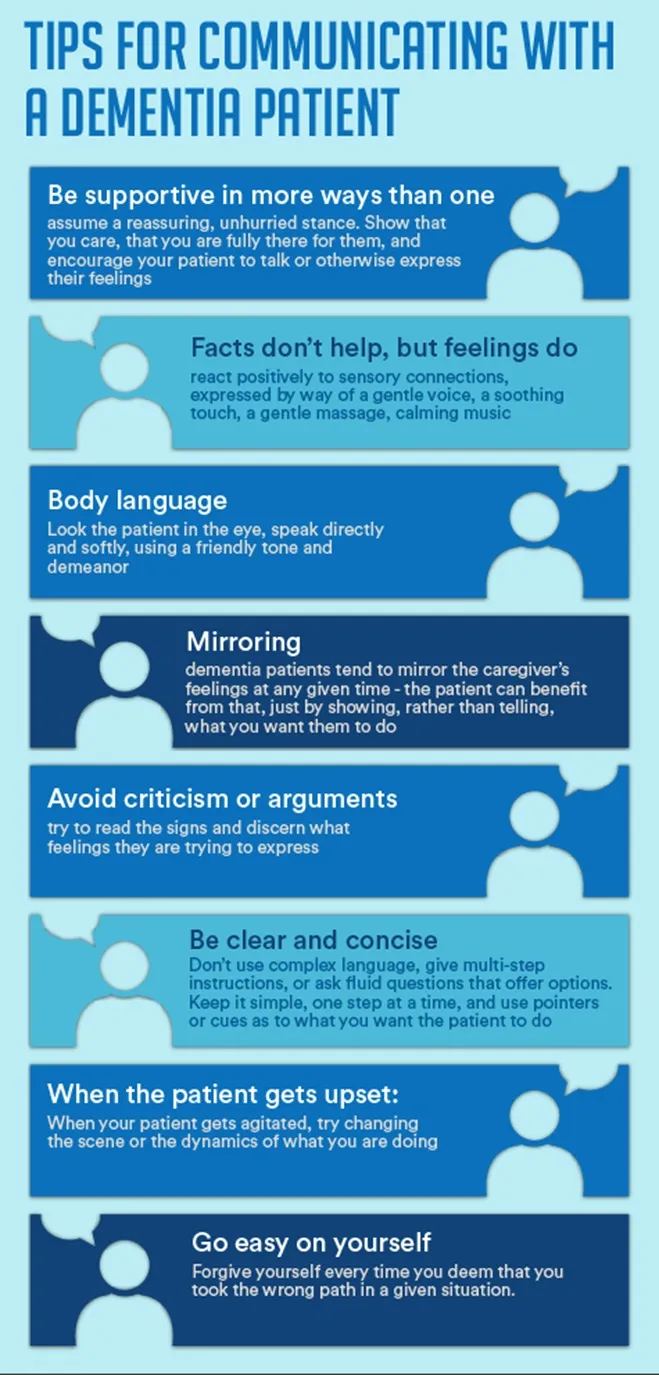 TIPS FOR COMMUNICATING WITH
A DEMENTIA PATIENT
Be supportive in more ways than one
assume a reassuring, unhurried stance. Show that
you care, that you are fully there for them, and
encourage your patient to talk or otherwise express
their feelings
Facts don't help, but feelings do
react positively to sensory connections,
expressed by way of a gentle voice, a soothing
touch, a gentle massage, calming music
Body language
Look the patient in the eye, speak directly
and softly, using a friendly tone and
demeanor
Mirroring
dementia patients tend to mirror the caregiver's
feelings at any given time - the patient can benefit
from that, just by showing, rather than telling,
what you want them to do
Avoid criticism or arguments
try to read the signs and discern what
feelings they are trying to express
Be clear and concise
Don't use complex language, give multi-step
instructions, or ask fluid questions that offer options.
Keep it simple, one step at a time, and use pointers
or cues as to what you want the patient to do
When the patient gets upset:
When your patient gets agitated, try changing
the scene or the dynamics of what you are doing
Go easy on yourself
Forgive yourself every time you deem that you
took the wrong path in a given situation.